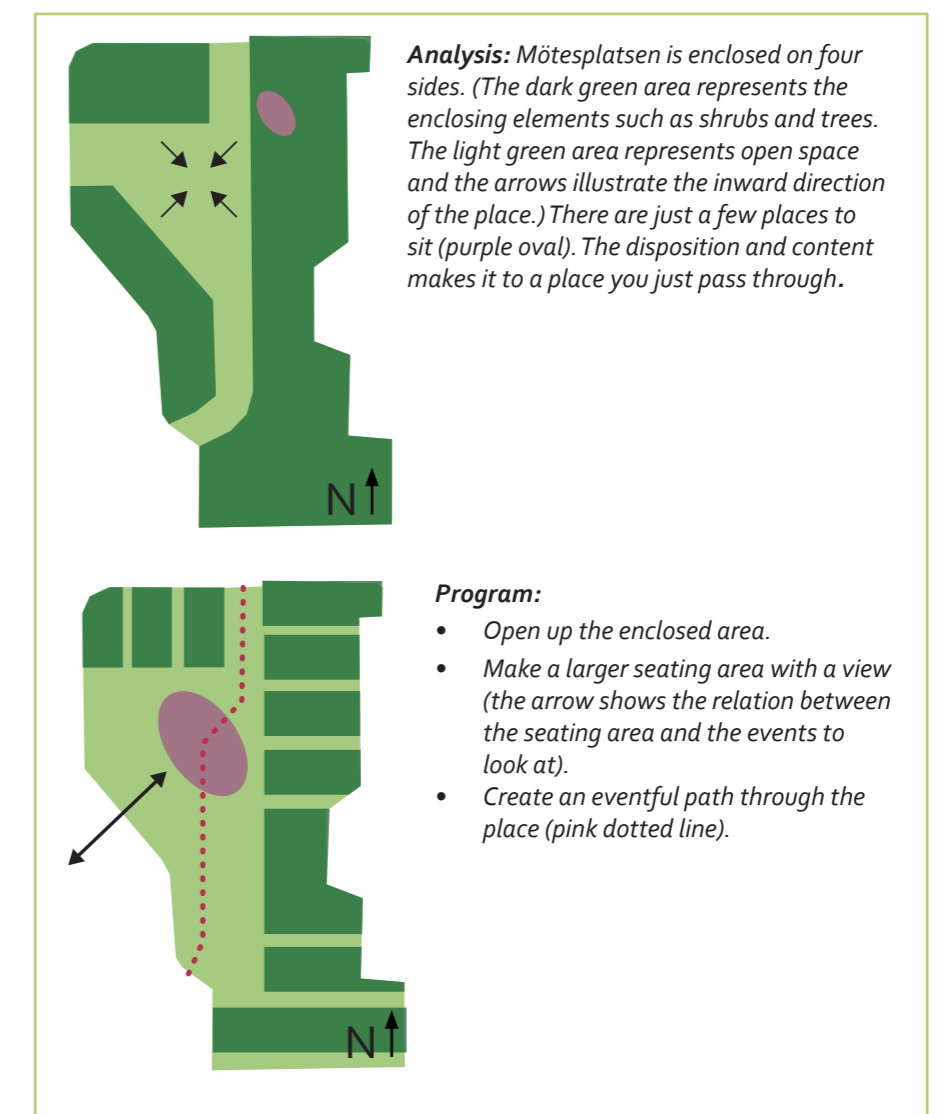 Analysis: Mötesplatsen is enclosed on four
sides. (The dark green area represents the
enclosing elements such as shrubs and trees.
The light green area represents open space
and the arrows illustrate the inward direction
of the place.) There are just a few places to
sit (purple oval). The disposition and content
makes it to a place you just pass through.
N
Program:
• Open up the enclosed area.
• Make a larger seating area with a view
(the arrow shows the relation between
the seating area and the events to
look at).
• Create an eventful path through the
place (pink dotted line).
N